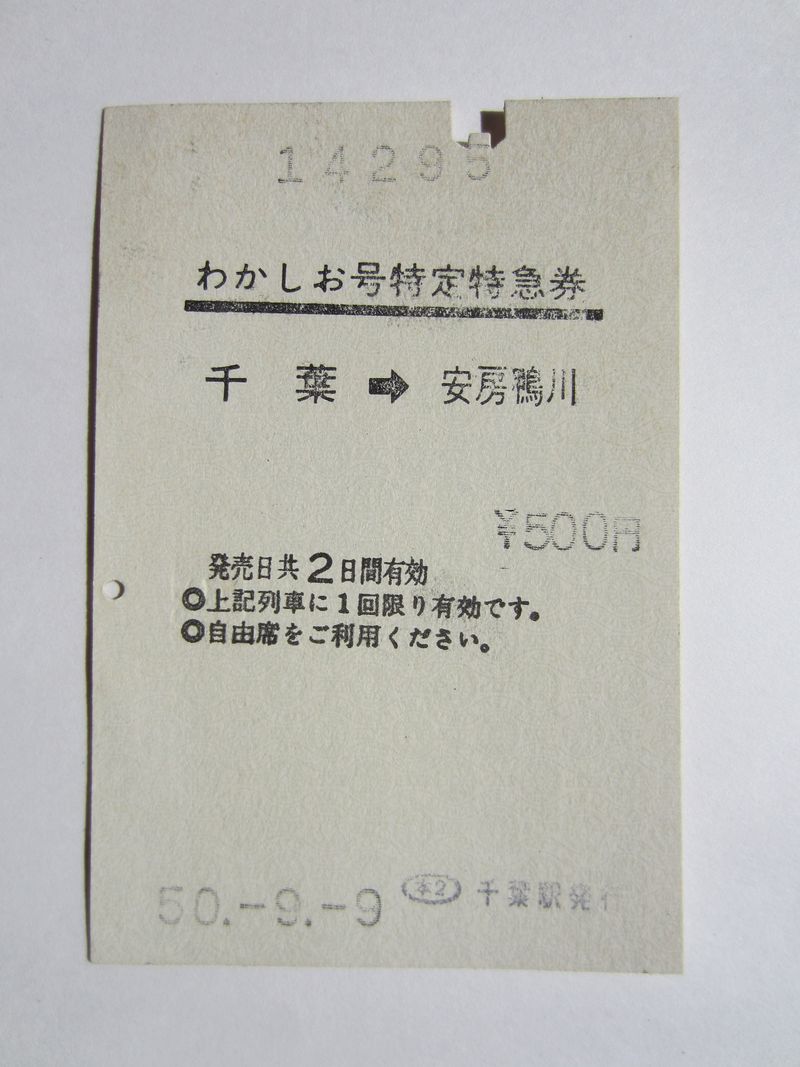 14295
わかしお号特定特急券
千葉➡安房鴨川
¥500円
発売日共2日間有効
◎上記列車に1回限り有効です。
◎自由席をご利用ください。
50.-9.-9 本2 千葉駅発行